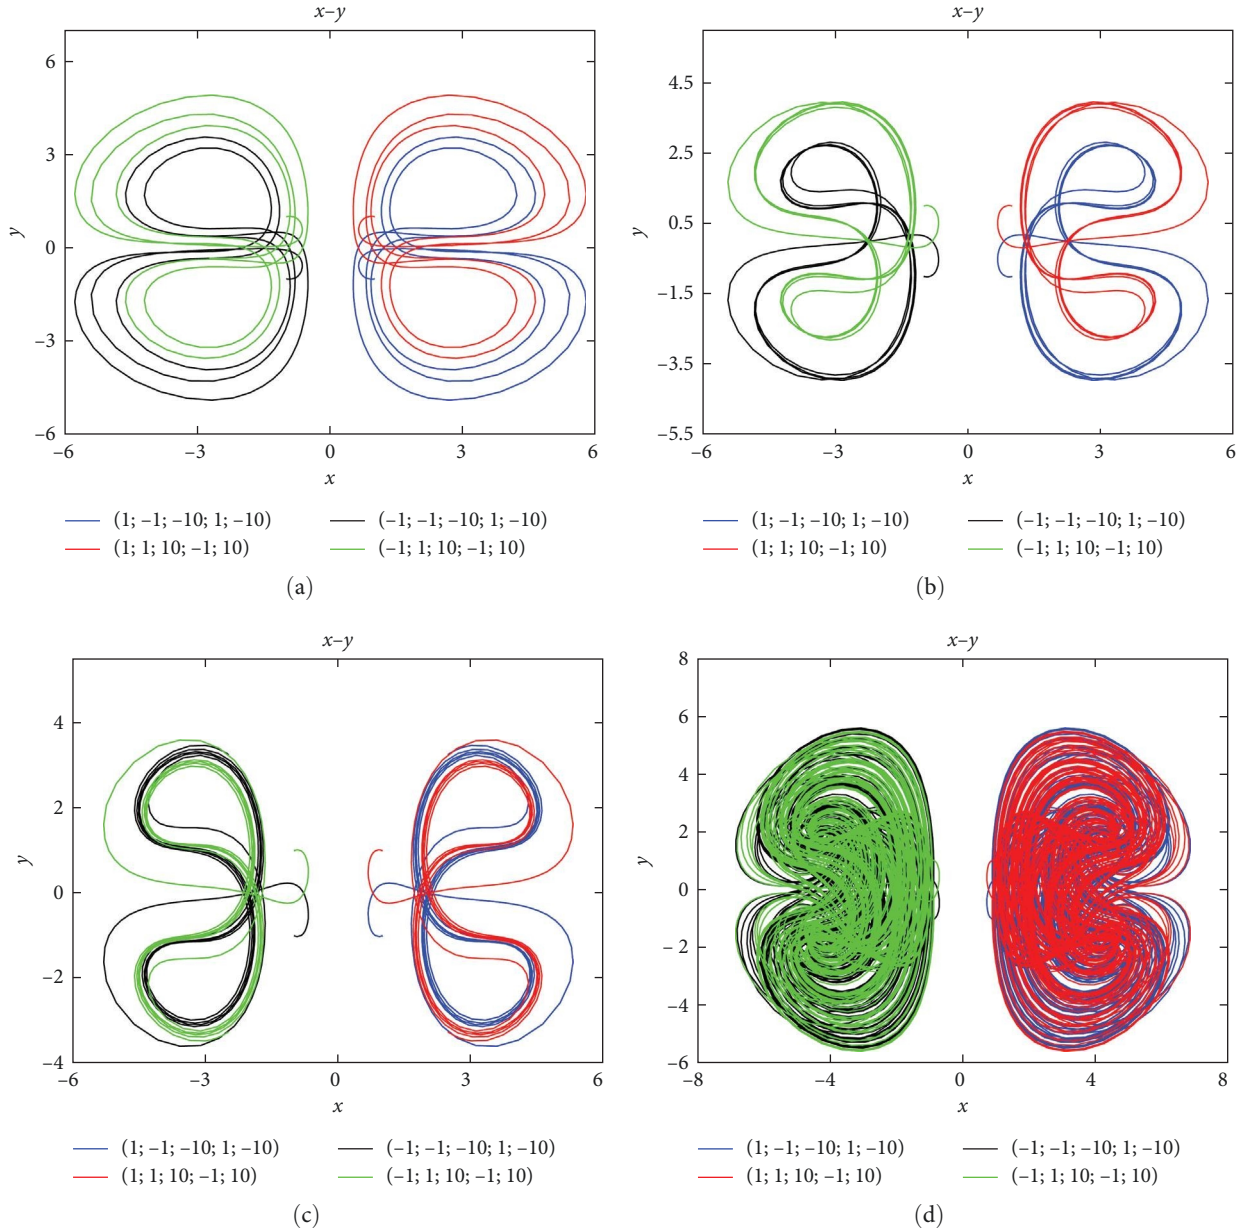 x–y
6
3
0
–3
–6
y
–6
–3
0
3
6
x
(1; –1; –10; 1; –10)
(–1; –1; –10; 1; –10)
(1; 1; 10; –1; 10)
(–1; 1; 10; –1; 10)
(a)
x–y
4.5
2.5
0.5
–1.5
–3.5
–5.5
y
–6
–3
0
3
6
x
(1; –1; –10; 1; –10)
(–1; –1; –10; 1; –10)
(1; 1; 10; –1; 10)
(–1; 1; 10; –1; 10)
(b)
x–y
4
2
0
–2
–4
y
–6
–3
0
3
6
x
(1; –1; –10; 1; –10)
(–1; –1; –10; 1; –10)
(1; 1; 10; –1; 10)
(–1; 1; 10; –1; 10)
(c)
x–y
8
6
4
2
0
–2
–4
–6
y
–8
–4
0
4
8
x
(1; –1; –10; 1; –10)
(–1; –1; –10; 1; –10)
(1; 1; 10; –1; 10)
(–1; 1; 10; –1; 10)
(d)